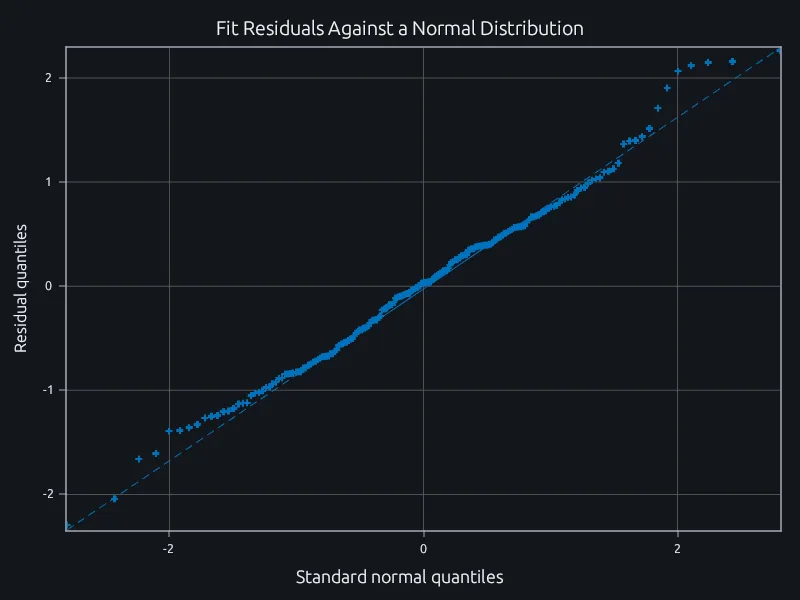 Fit Residuals Against a Normal Distribution
2
1
0
-1
-2
Residual quantiles
-2
0
2
Standard normal quantiles